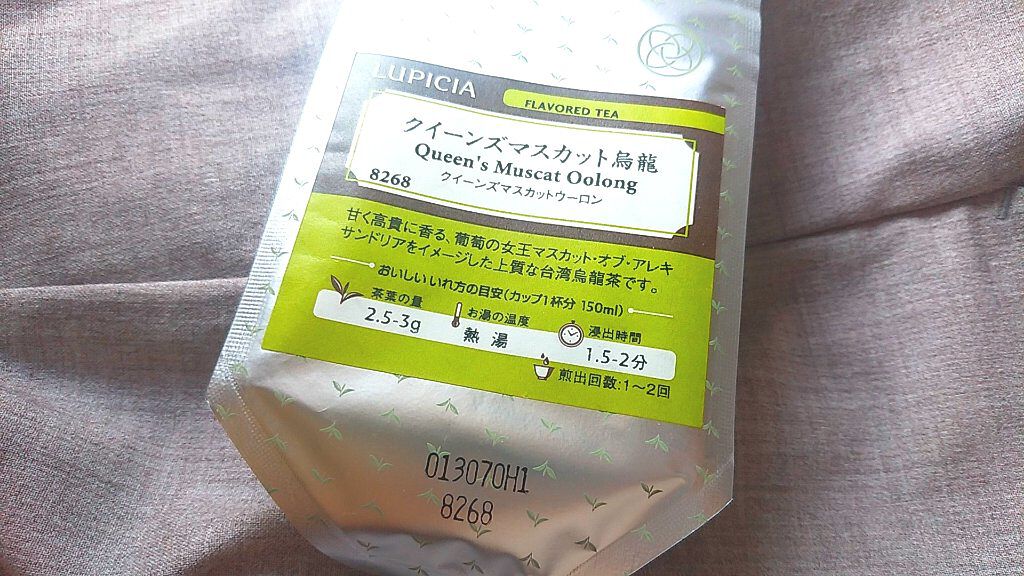 LUPICIA
FLAVORED TEA
クイーンズマスカット烏龍
Queen's Muscat Oolong
8268
クイーンズマスカットウーロン
甘く高貴に香る、葡萄の女王マスカット・オブ・アレキ
サンドリアをイメージした上質な台湾烏龍茶です。
おいしいいれ方の目安(カップ1杯分 150ml)
茶葉の量
2.5-3g
お湯の温度
熱湯
浸出時間
1.5-2分
煎出回数:1〜2回
013070H1
8268